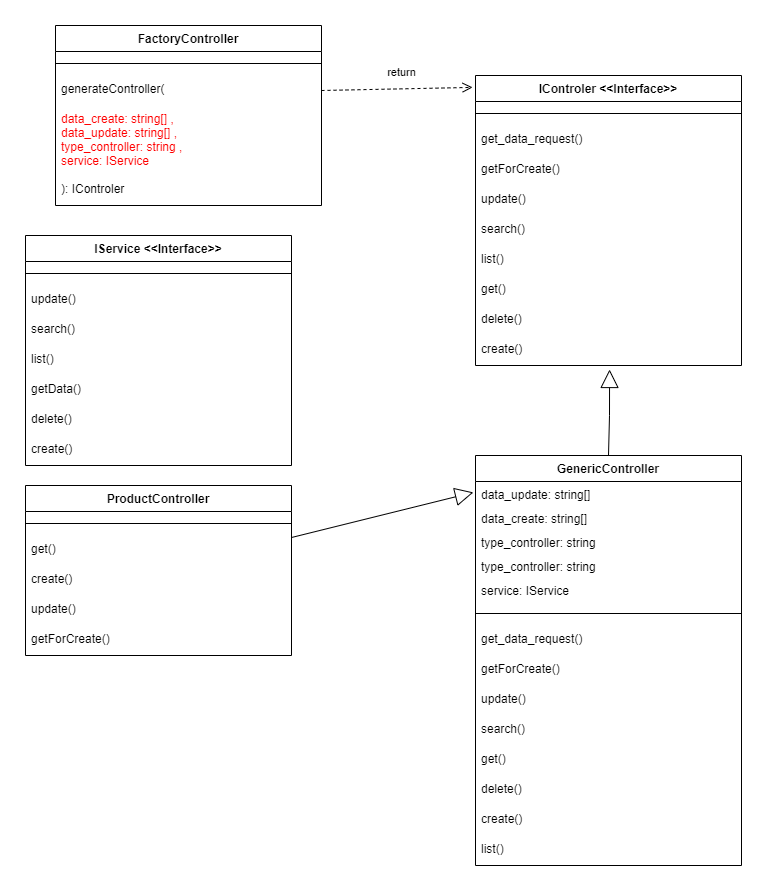 FactoryController
generateController(
data_create: string[] ,
data_update: string[] ,
type_controller: string ,
service: IService
): IControler
return
IControler <<Interface>>
get_data_request()
getForCreate()
update()
search()
list()
get()
delete()
create()
IService <<Interface>>
update()
search()
list()
getData()
delete()
create()
ProductController
get()
create()
update()
getForCreate()
GenericController
data_update: string[]
data_create: string[]
type_controller: string
type_controller: string
service: IService
get_data_request()
getForCreate()
update()
search()
get()
delete()
create()
list()